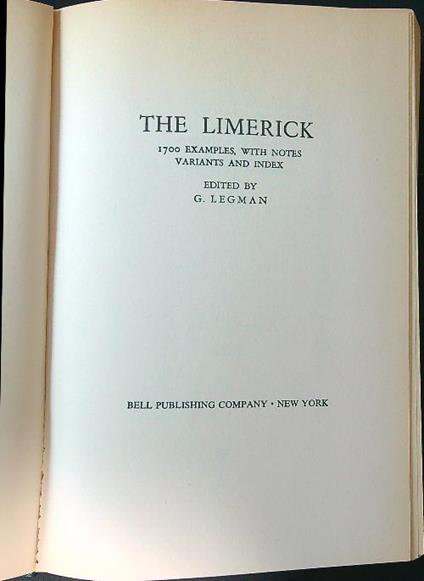 THE LIMERICK
1700 EXAMPLES, WITH NOTES
VARIANTS AND INDEX
EDITED BY
G. LEGMAN
BELL PUBLISHING COMPANY • NEW YORK